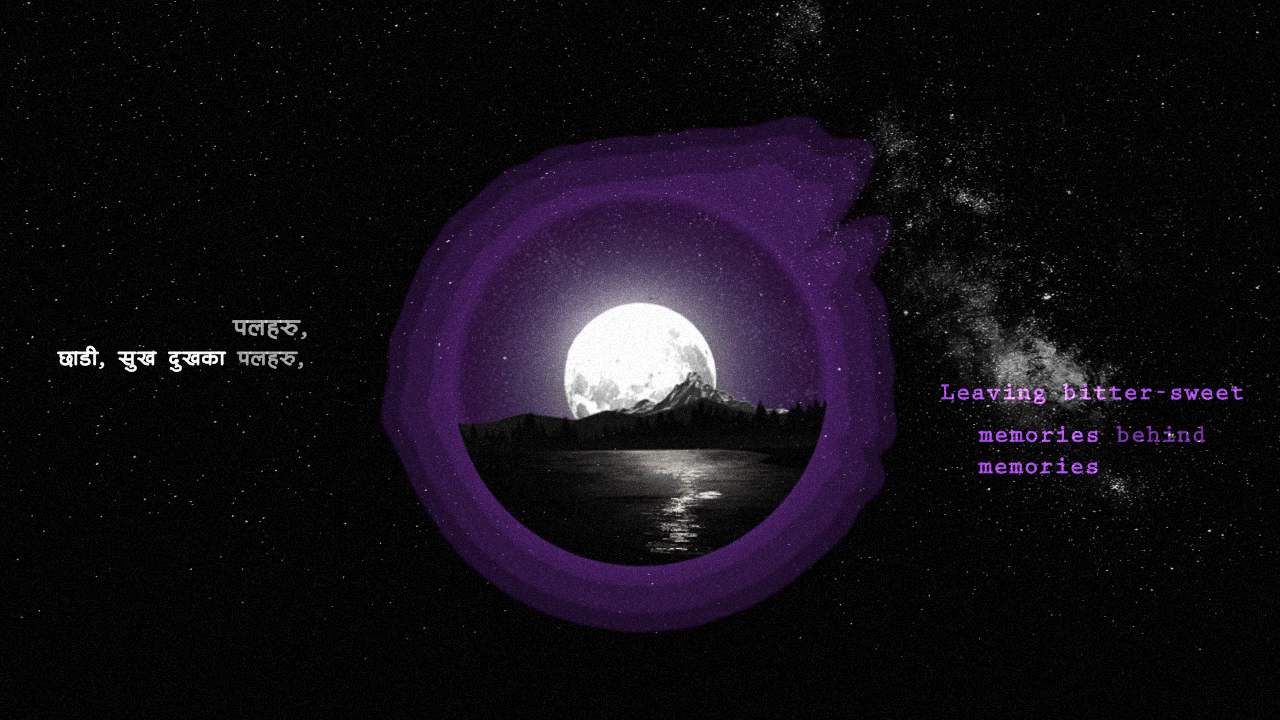 पलहरु,
छाडी, सुख दुखका पलहरु,
Leaving bitter-sweet
memories behind
memories